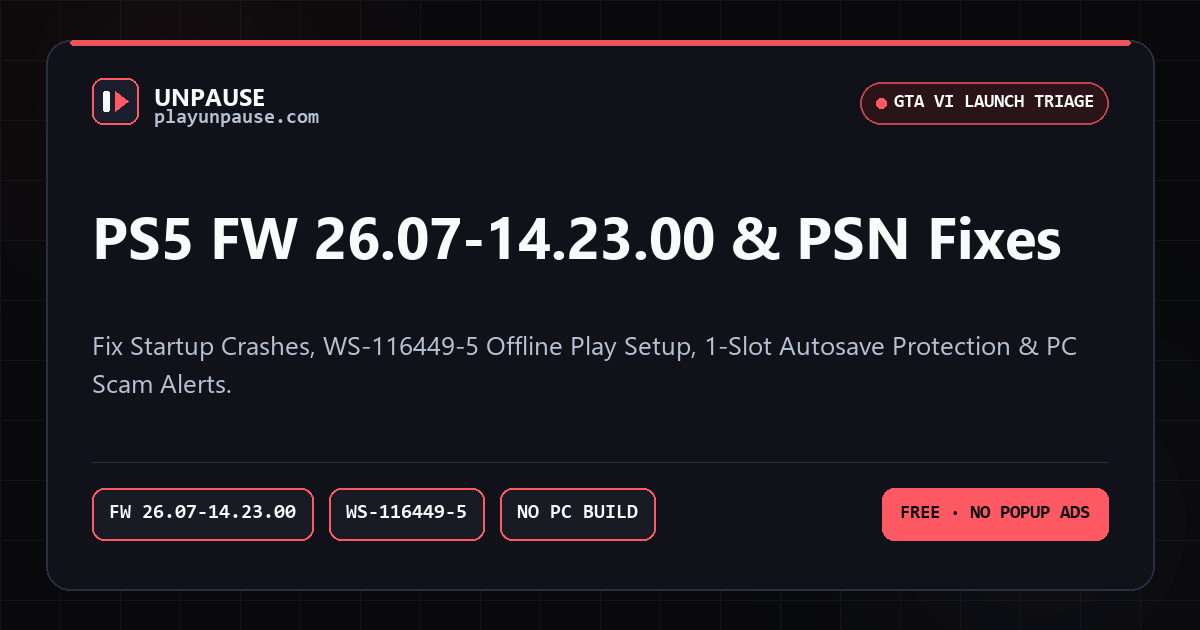 UNPAUSE
playunpause.com
GTA VI LAUNCH TRIAGE
PS5 FW 26.07-14.23.00 & PSN Fixes
Fix Startup Crashes, WS-116449-5 Offline Play Setup, 1-Slot Autosave Protection & PC
Scam Alerts.
FW 26.07-14.23.00
WS-116449-5
NO PC BUILD
FREE · NO POPUP ADS